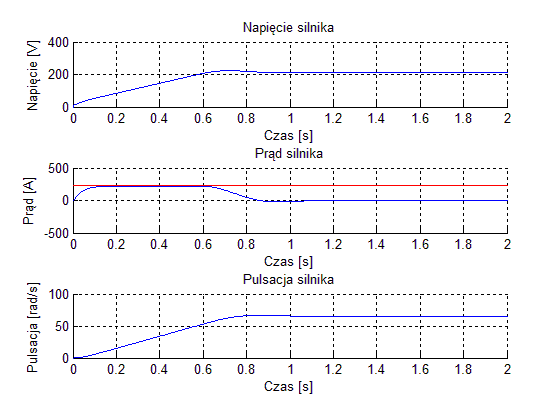 Napięcie silnika
Napięcie [V]
400
200
0
0 0.2 0.4 0.6 0.8 1 1.2 1.4 1.6 1.8 2
Czas [s]
Prąd silnika
Prąd [A]
500
0
-500
0 0.2 0.4 0.6 0.8 1 1.2 1.4 1.6 1.8 2
Czas [s]
Pulsacja silnika
Pulsacja [rad/s]
100
50
0
0 0.2 0.4 0.6 0.8 1 1.2 1.4 1.6 1.8 2
Czas [s]